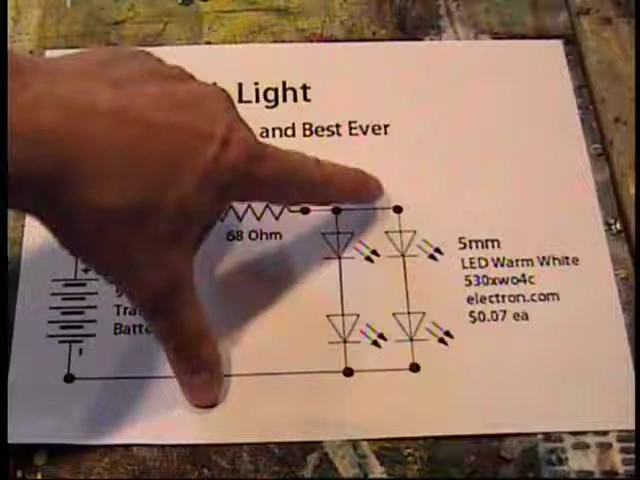 Light
and Best Ever
68 Ohm
5mm
LED Warm White
530xwo4c
electron.com
$0.07 ea
+
-